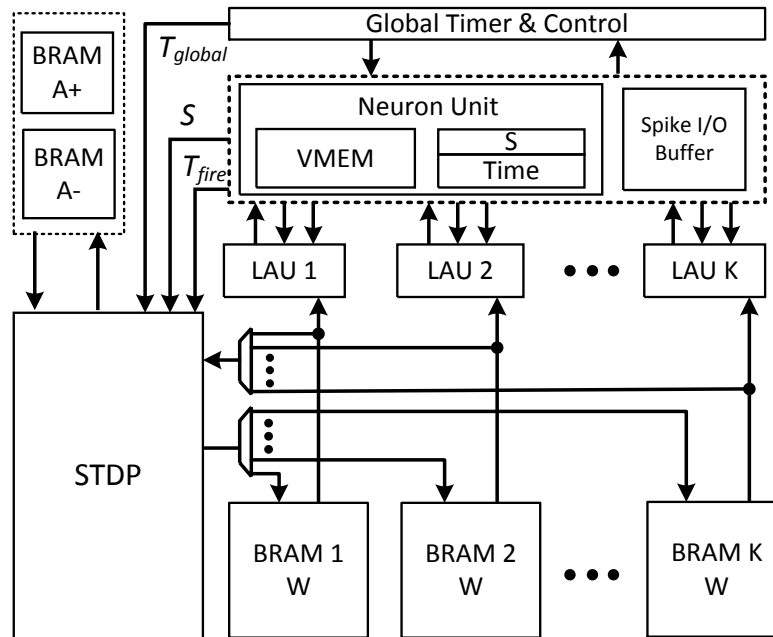 Global Timer & Control
T_global
BRAM
A+
BRAM
A-
S
T_fire
Neuron Unit
VMEM
S
Time
Spike I/O
Buffer
LAU 1
LAU 2
LAU K
STDP
BRAM 1
W
BRAM 2
W
BRAM K
W